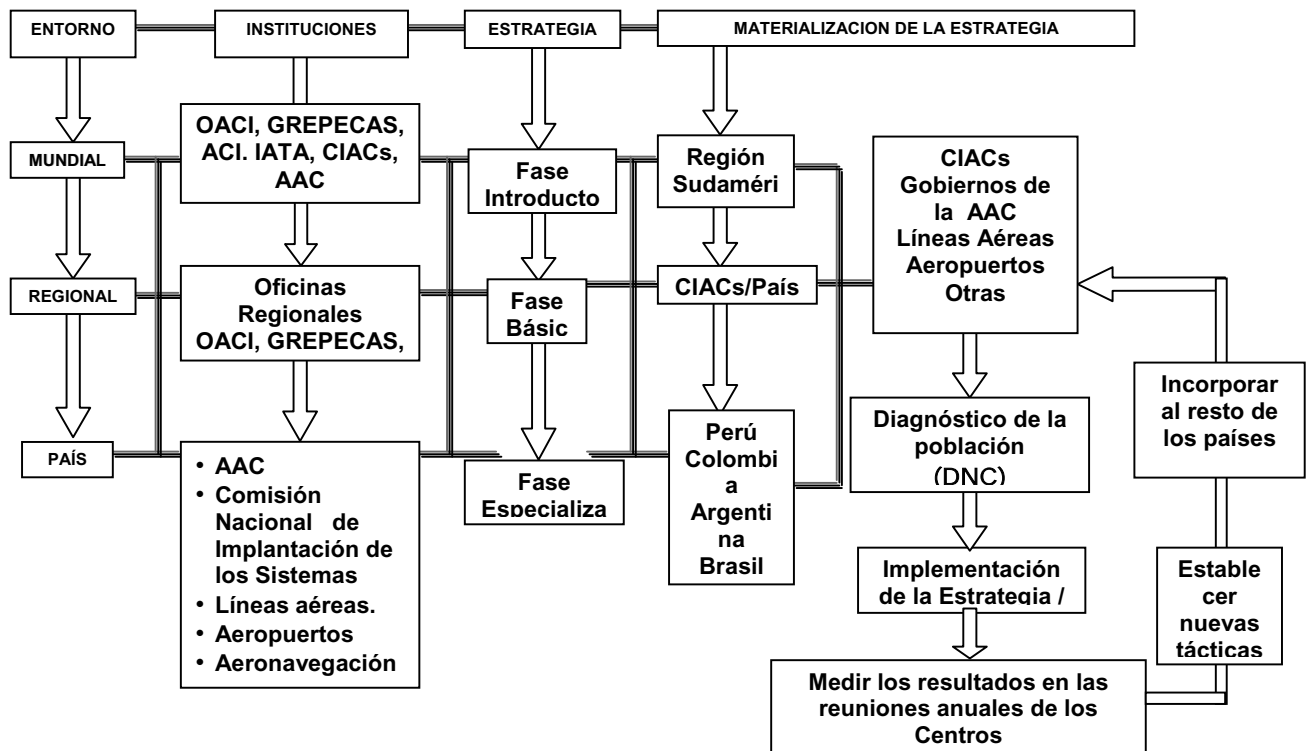 ENTORNO
INSTITUCIONES
ESTRATEGIA
MATERIALIZACION DE LA ESTRATEGIA
MUNDIAL
OACI, GREPECAS,
ACI. IATA, CIACs,
AAC
Fase
Introducto
Región
Sudaméri
CIACs
Gobiernos de
la AAC
Líneas Aéreas
Aeropuertos
Otras
REGIONAL
Oficinas
Regionales
OACI, GREPECAS,
Fase
Básic
CIACs/País
PAÍS
• AAC
• Comisión
Nacional de
Implantación de
los Sistemas
• Líneas aéreas.
• Aeropuertos
• Aeronavegación
Fase
Especializa
Perú
Colombi
a
Argenti
na
Brasil
Diagnóstico de la
población
(DNC)
Incorporar
al resto de
los países
Implementación
de la Estrategia /
Estable
cer
nuevas
tácticas
Medir los resultados en las
reuniones anuales de los
Centros